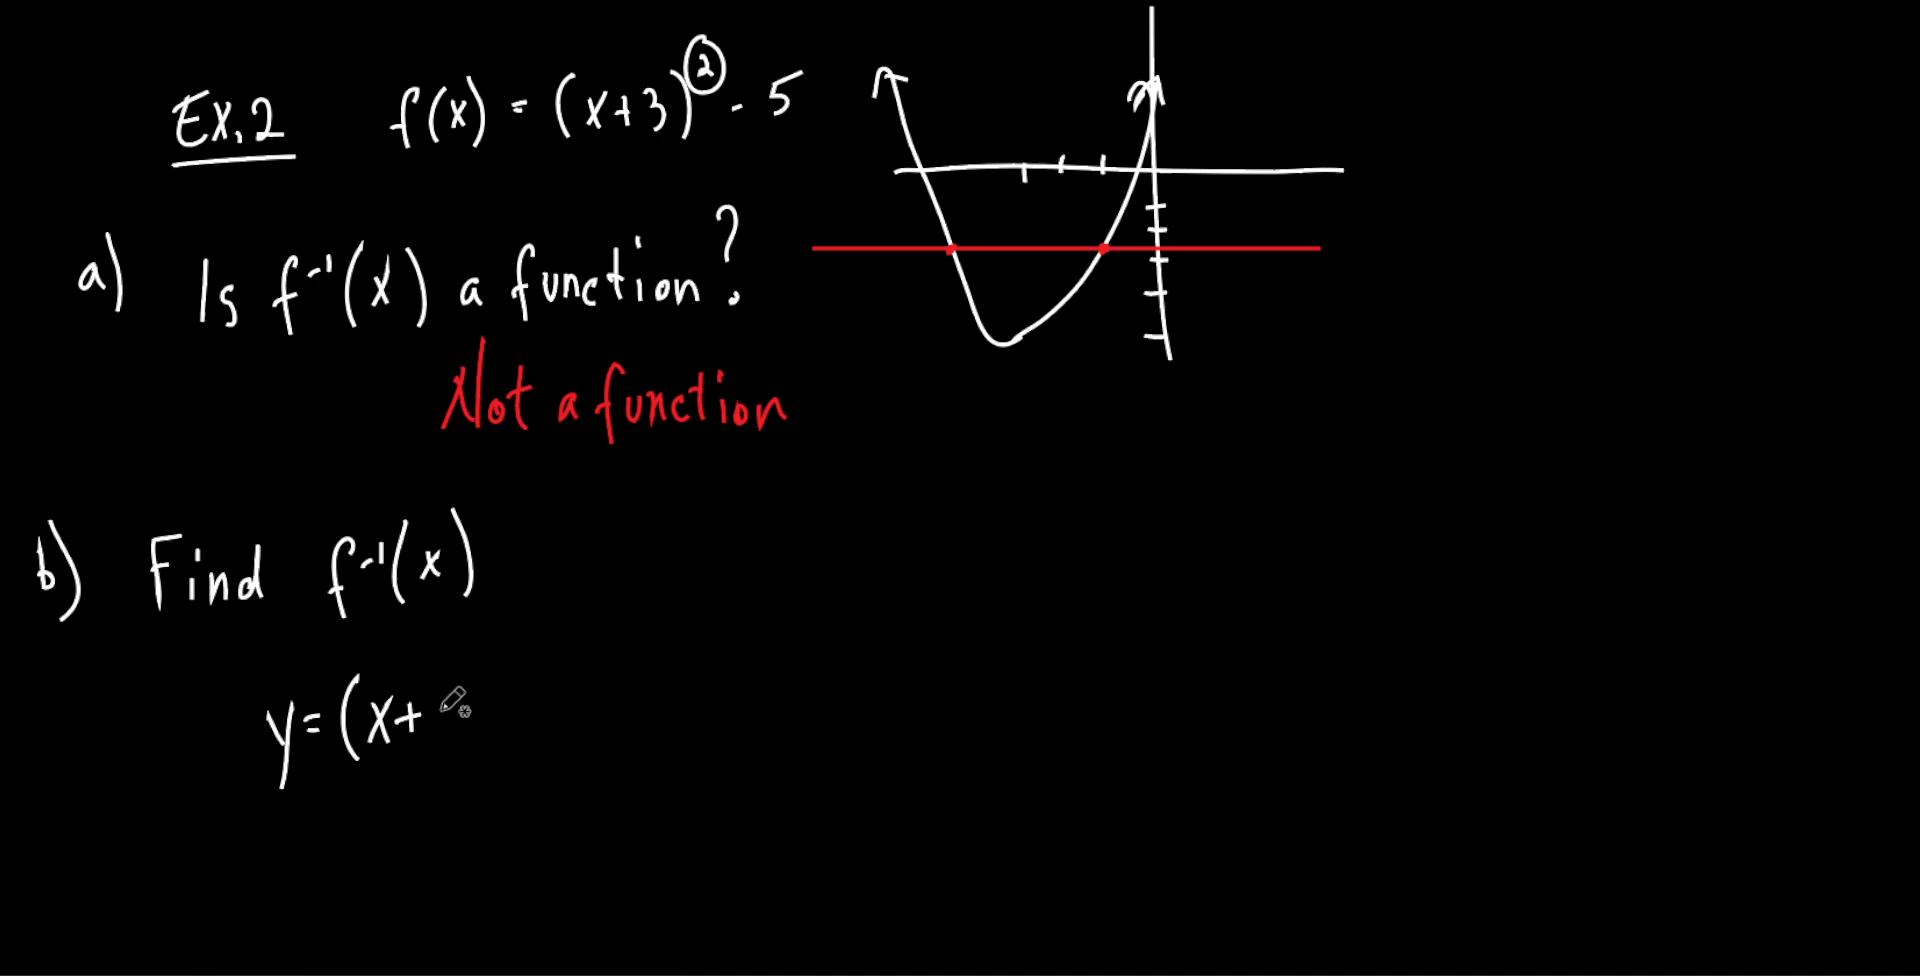 Ex. 2 f(x) = (x+3)² - 5
a) Is f⁻¹(x) a function?
Not a function
b) Find f⁻¹(x)
y = (x+